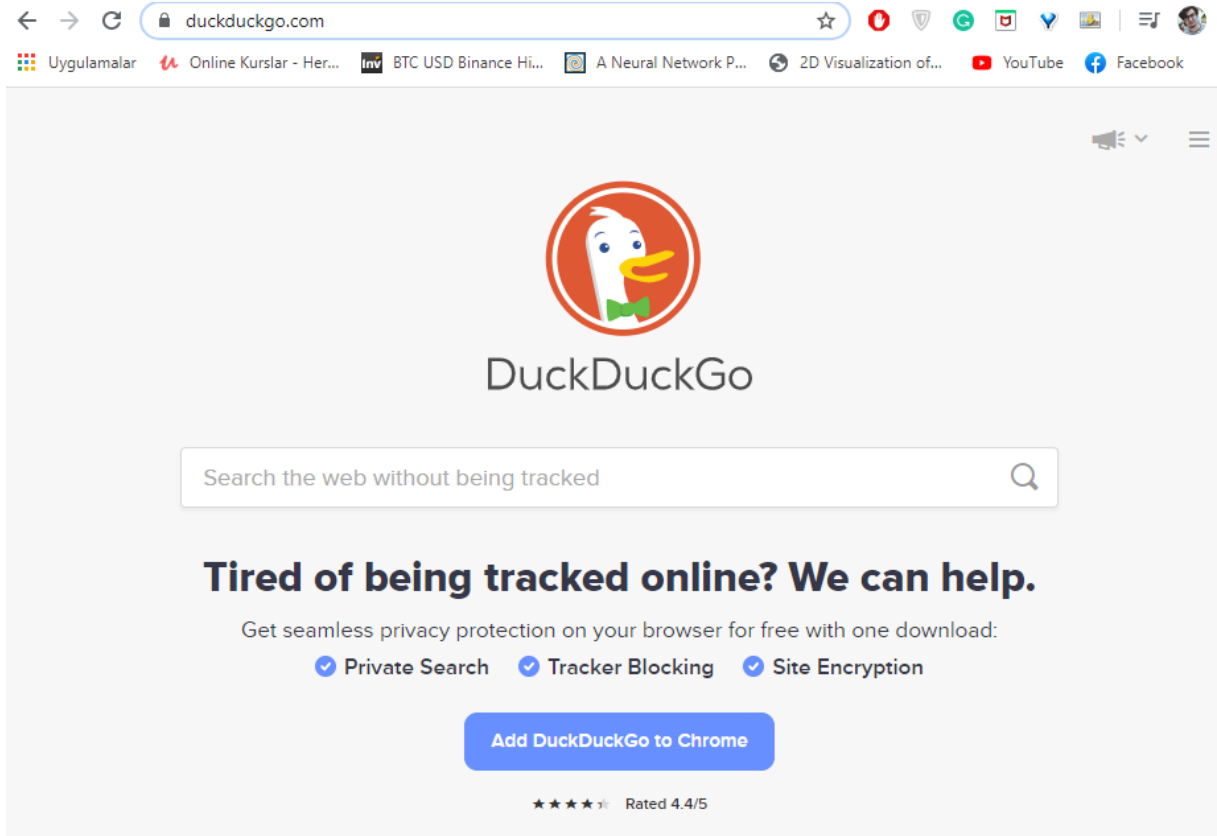 duckduckgo.com
Uygulamalar Online Kurslar - Her... Inv BTC USD Binance Hi... A Neural Network P... 2D Visualization of... YouTube Facebook
DuckDuckGo
Search the web without being tracked
Tired of being tracked online? We can help.
Get seamless privacy protection on your browser for free with one download:
Private Search Tracker Blocking Site Encryption
Add DuckDuckGo to Chrome
Rated 4.4/5